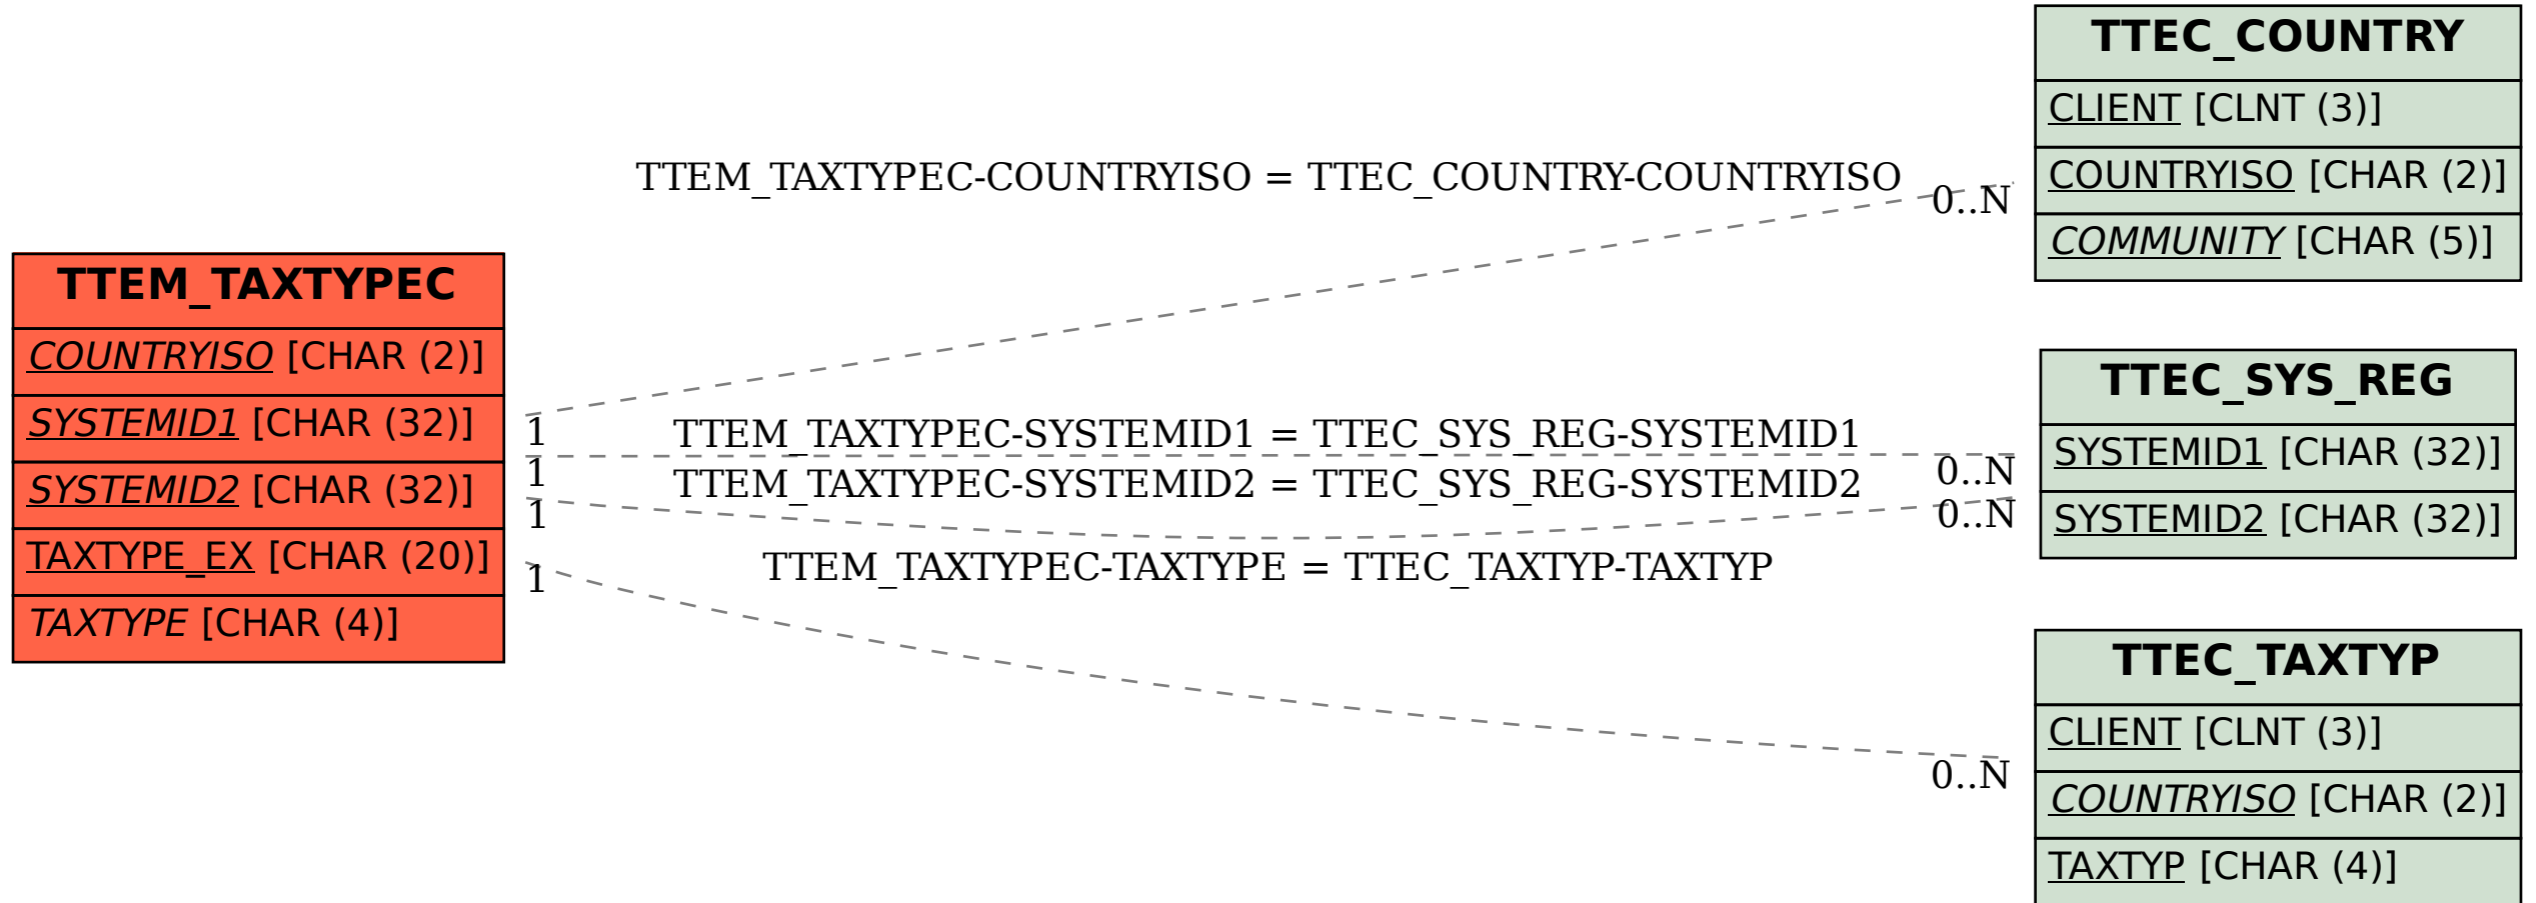 TTEM_TAXTYPEC
COUNTRYISO [CHAR (2)]
SYSTEMID1 [CHAR (32)]
SYSTEMID2 [CHAR (32)]
TAXTYPE_EX [CHAR (20)]
TAXTYPE [CHAR (4)]
TTEM_TAXTYPEC-COUNTRYISO = TTEC_COUNTRY-COUNTRYISO
1
0..N
TTEM_TAXTYPEC-SYSTEMID1 = TTEC_SYS_REG-SYSTEMID1
1
0..N
TTEM_TAXTYPEC-SYSTEMID2 = TTEC_SYS_REG-SYSTEMID2
1
0..N
TTEM_TAXTYPEC-TAXTYPE = TTEC_TAXTYP-TAXTYP
1
0..N
TTEC_COUNTRY
CLIENT [CLNT (3)]
COUNTRYISO [CHAR (2)]
COMMUNITY [CHAR (5)]
TTEC_SYS_REG
SYSTEMID1 [CHAR (32)]
SYSTEMID2 [CHAR (32)]
TTEC_TAXTYP
CLIENT [CLNT (3)]
COUNTRYISO [CHAR (2)]
TAXTYP [CHAR (4)]